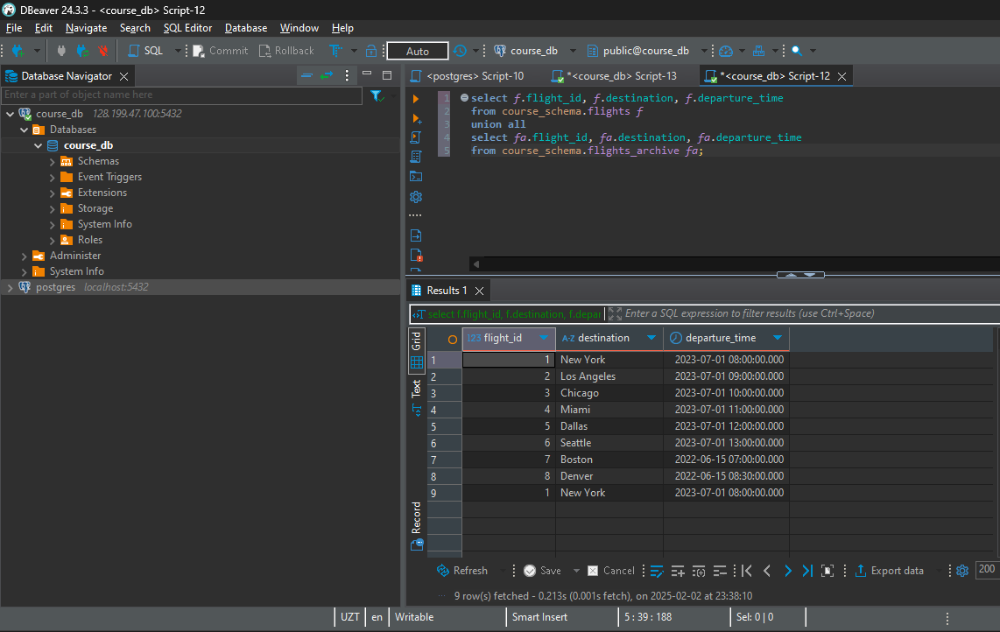 DBeaver 24.3.3 - <course_db> Script-12
File Edit Navigate Search SQL Editor Database Window Help
SQL Commit Rollback Auto course_db public@course_db
Database Navigator
<postgres> Script-10 *<course_db> Script-13 *<course_db> Script-12
Enter a part of object name here
course_db 128.199.47.100:5432
Databases
course_db
Schemas
Event Triggers
Extensions
Storage
System Info
Roles
Administer
System Info
postgres localhost:5432
1 select f.flight_id, f.destination, f.departure_time
2 from course_schema.flights f
3 union all
4 select fa.flight_id, fa.destination, fa.departure_time
5 from course_schema.flights_archive fa;
Results 1
select f.flight_id, f.destination, f.depar Enter a SQL expression to filter results (use Ctrl+Space)
Grid
Text
Record
123 flight_id A-Z destination departure_time
1 1 New York 2023-07-01 08:00:00.000
2 2 Los Angeles 2023-07-01 09:00:00.000
3 3 Chicago 2023-07-01 10:00:00.000
4 4 Miami 2023-07-01 11:00:00.000
5 5 Dallas 2023-07-01 12:00:00.000
6 6 Seattle 2023-07-01 13:00:00.000
7 7 Boston 2022-06-15 07:00:00.000
8 8 Denver 2022-06-15 08:30:00.000
9 1 New York 2023-07-01 08:00:00.000
Refresh Save Cancel Export data 200
9 row(s) fetched - 0.213s (0.001s fetch), on 2025-02-02 at 23:38:10
UZT en Writable Smart Insert 5 : 39 : 188 Sel: 0 | 0